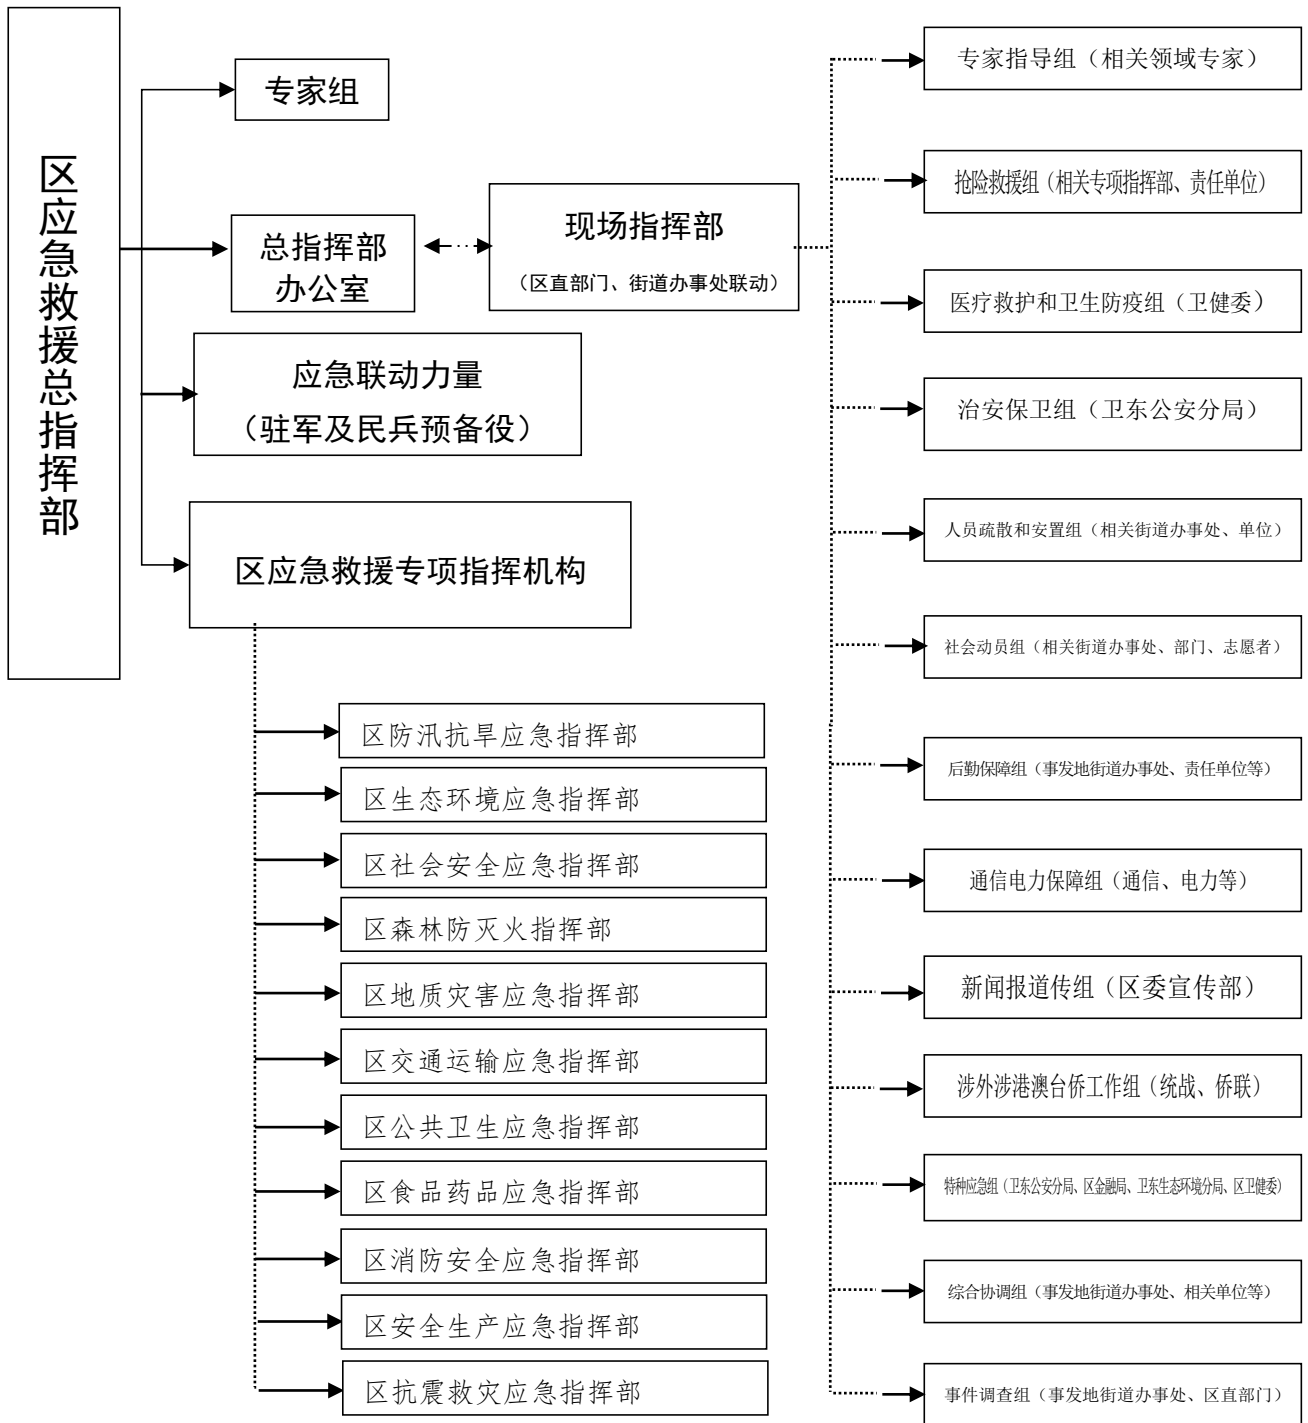 区应急救援总指挥部
专家组
总指挥部
办公室
现场指挥部
（区直部门、街道办事处联动）
应急联动力量
（驻军及民兵预备役）
区应急救援专项指挥机构
区防汛抗旱应急指挥部
区生态环境应急指挥部
区社会安全应急指挥部
区森林防灭火指挥部
区地质灾害应急指挥部
区交通运输应急指挥部
区公共卫生应急指挥部
区食品药品应急指挥部
区消防安全应急指挥部
区安全生产应急指挥部
区抗震救灾应急指挥部
专家指导组（相关领域专家）
抢险救援组（相关专项指挥部、责任单位）
医疗救护和卫生防疫组（卫健委）
治安保卫组（卫东公安分局）
人员疏散和安置组（相关街道办事处、单位）
社会动员组（相关街道办事处、部门、志愿者）
后勤保障组（事发地街道办事处、责任单位等）
通信电力保障组（通信、电力等）
新闻报道传组（区委宣传部）
涉外涉港澳台侨工作组（统战、侨联）
特种应急组（卫东公安分局、区金融局、卫东生态环境分局、区卫健委）
综合协调组（事发地街道办事处、相关单位等）
事件调查组（事发地街道办事处、区直部门）